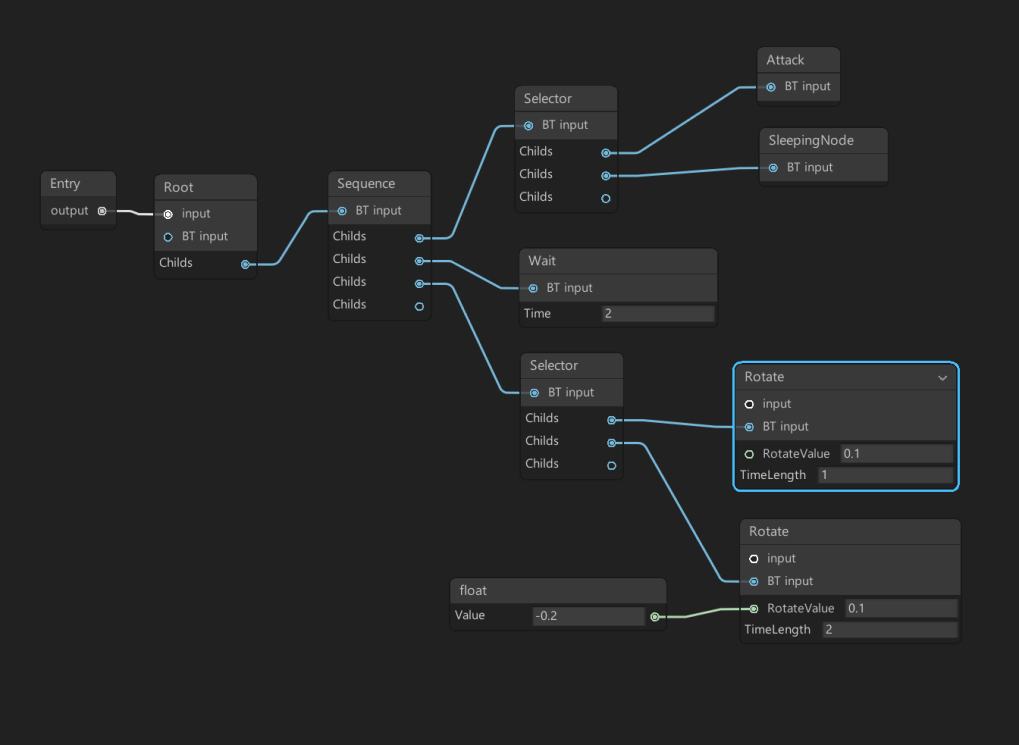 Entry
output
Root
input
BT input
Childs
Sequence
BT input
Childs
Childs
Childs
Childs
Selector
BT input
Childs
Childs
Childs
Attack
BT input
SleepingNode
BT input
Wait
BT input
Time 2
Selector
BT input
Childs
Childs
Childs
Rotate
input
BT input
RotateValue 0.1
TimeLength 1
float
Value -0.2
Rotate
input
BT input
RotateValue 0.1
TimeLength 2